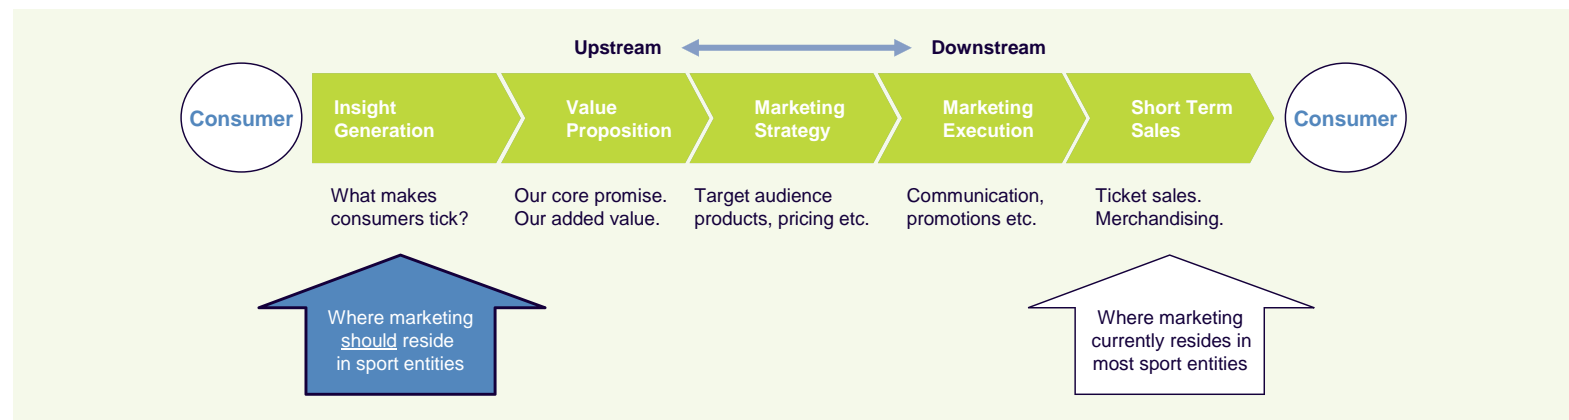 Upstream
Downstream
Consumer
Insight
Generation
Value
Proposition
Marketing
Strategy
Marketing
Execution
Short Term
Sales
Consumer
What makes
consumers tick?
Our core promise.
Our added value.
Target audience
products, pricing etc.
Communication,
promotions etc.
Ticket sales.
Merchandising.
Where marketing
should reside
in sport entities
Where marketing
currently resides in
most sport entities